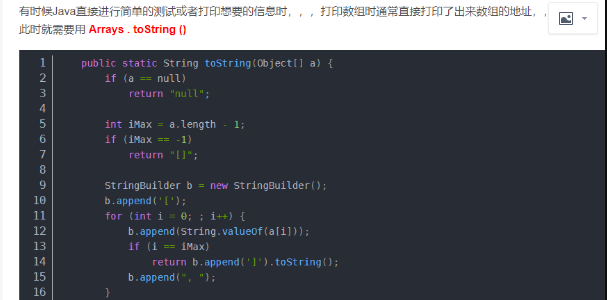 有时候Java直接进行简单的测试或者打印想要的信息时，，，打印数组时通常直接打印了出来数组的地址，，
此时就需要用 Arrays . toString ()
1 public static String toString(Object[] a) {
2 if (a == null)
3 return "null";
4
5 int iMax = a.length - 1;
6 if (iMax == -1)
7 return "[]";
8
9 StringBuilder b = new StringBuilder();
10 b.append('[');
11 for (int i = 0; ; i++) {
12 b.append(String.valueOf(a[i]));
13 if (i == iMax)
14 return b.append(']').toString();
15 b.append(", ");
16 }